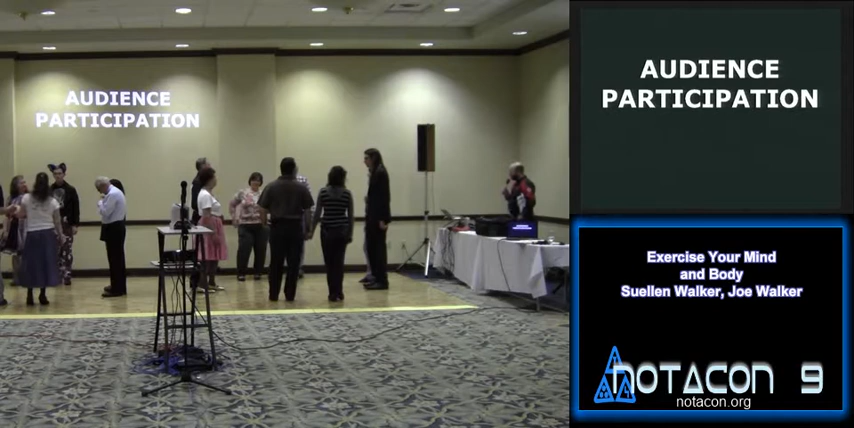 AUDIENCE
PARTICIPATION
AUDIENCE
PARTICIPATION
Exercise Your Mind
and Body
Suellen Walker, Joe Walker
NOTACON 9
notacon.org